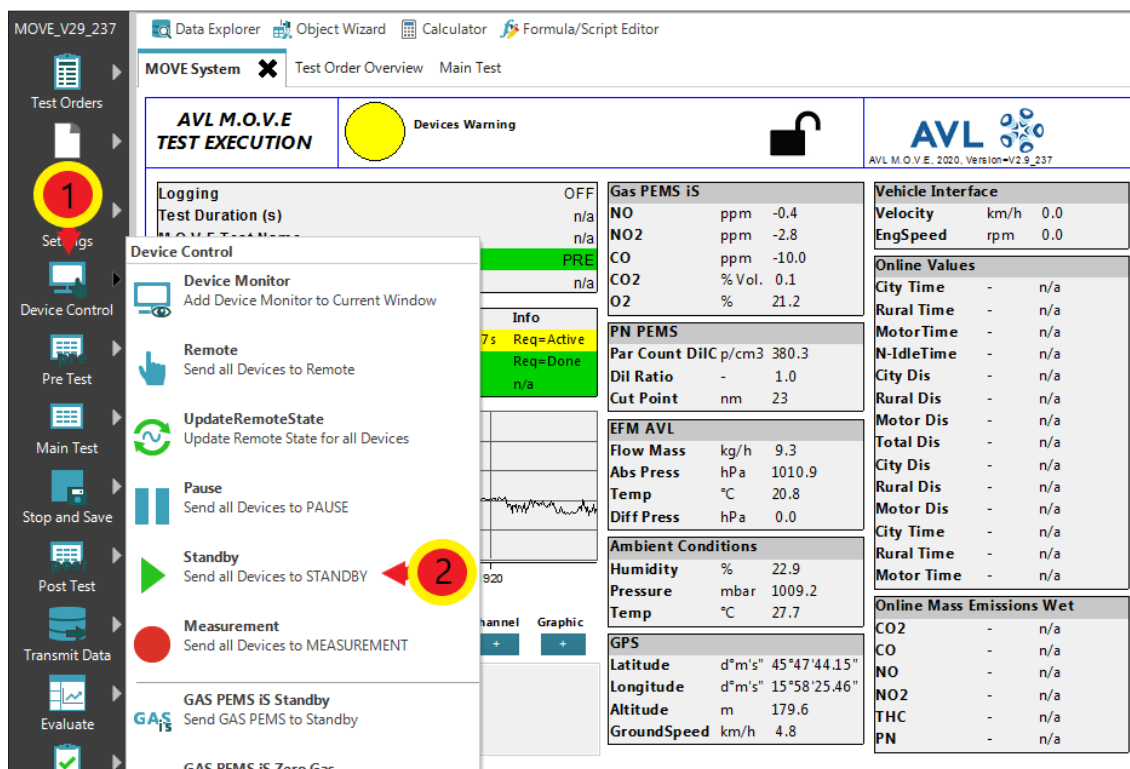 MOVE_V29_237
Data Explorer Object Wizard Calculator Formula/Script Editor
MOVE System Test Order Overview Main Test
Test Orders
1
Settings
Device Control
Pre Test
Main Test
Stop and Save
Post Test
Transmit Data
Evaluate
AVL M.O.V.E
TEST EXECUTION
Devices Warning
AVL
AVL M.O.V.E, 2020, Version=V2.9_237
Logging OFF
Test Duration (s) n/a
M.O.V.E Test Name n/a
PRE
n/a
Info
7s Req=Active
Req=Done
n/a
920
hannel Graphic
+ +
Device Control
Device Monitor
Add Device Monitor to Current Window
Remote
Send all Devices to Remote
UpdateRemoteState
Update Remote State for all Devices
Pause
Send all Devices to PAUSE
Standby
Send all Devices to STANDBY
2
Measurement
Send all Devices to MEASUREMENT
GAS iS
GAS PEMS iS Standby
Send GAS PEMS to Standby
GAS PEMS iS Zero Gas
Gas PEMS iS
NO ppm -0.4
NO2 ppm -2.8
CO ppm -10.0
CO2 % Vol. 0.1
O2 % 21.2
PN PEMS
Par Count DilC p/cm3 380.3
Dil Ratio - 1.0
Cut Point nm 23
EFM AVL
Flow Mass kg/h 9.3
Abs Press hPa 1010.9
Temp °C 20.8
Diff Press hPa 0.0
Ambient Conditions
Humidity % 22.9
Pressure mbar 1009.2
Temp °C 27.7
GPS
Latitude d°m's" 45°47'44.15"
Longitude d°m's" 15°58'25.46"
Altitude m 179.6
GroundSpeed km/h 4.8
Vehicle Interface
Velocity km/h 0.0
EngSpeed rpm 0.0
Online Values
City Time - n/a
Rural Time - n/a
MotorTime - n/a
N-IdleTime - n/a
City Dis - n/a
Rural Dis - n/a
Motor Dis - n/a
Total Dis - n/a
City Dis - n/a
Rural Dis - n/a
Motor Dis - n/a
City Time - n/a
Rural Time - n/a
Motor Time - n/a
Online Mass Emissions Wet
CO2 - n/a
CO - n/a
NO - n/a
NO2 - n/a
THC - n/a
PN - n/a